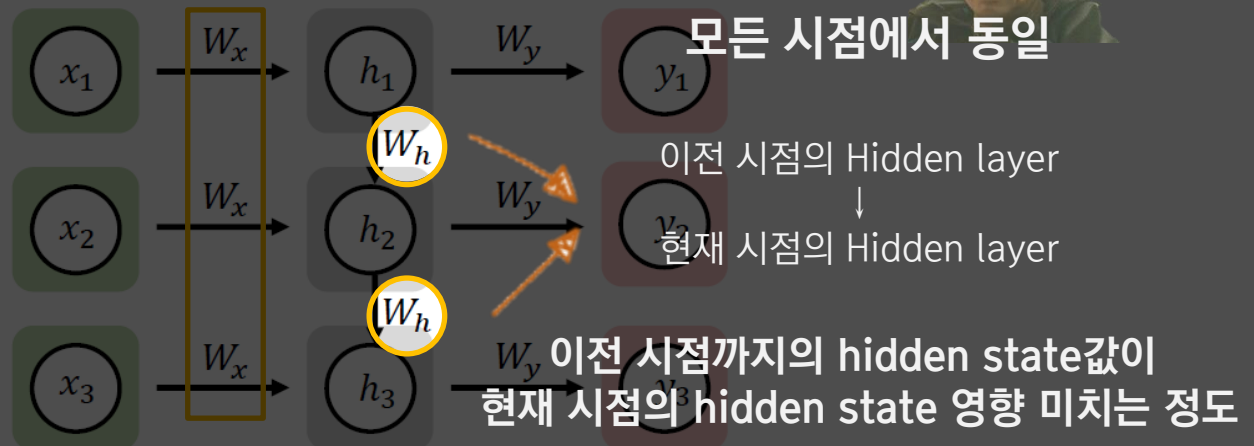 x₁ Wₓ h₁ W_y y₁
모든 시점에서 동일
W_h
이전 시점의 Hidden layer
↓
현재 시점의 Hidden layer
x₂ Wₓ h₂ W_y y₂
W_h
이전 시점까지의 hidden state값이
현재 시점의 hidden state 영향 미치는 정도
x₃ Wₓ h₃ W_y y₃